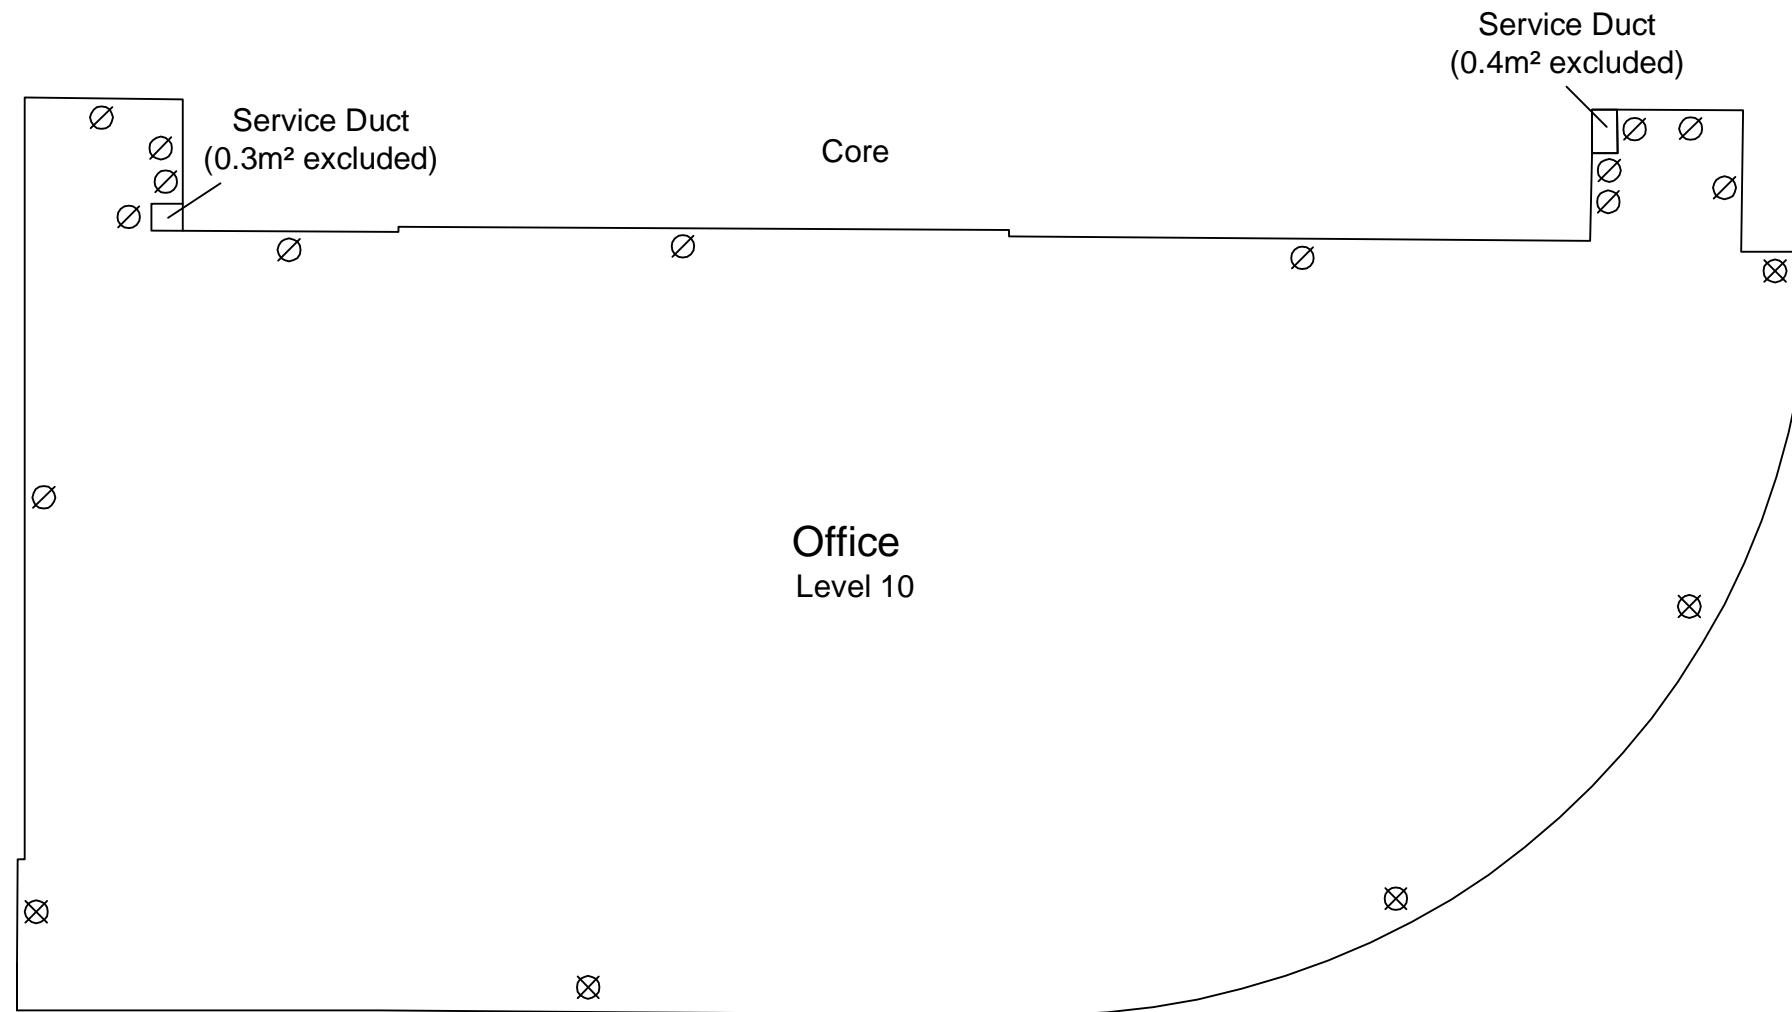 Service Duct
(0.4m² excluded)
Service Duct
(0.3m² excluded)
Core
Office
Level 10